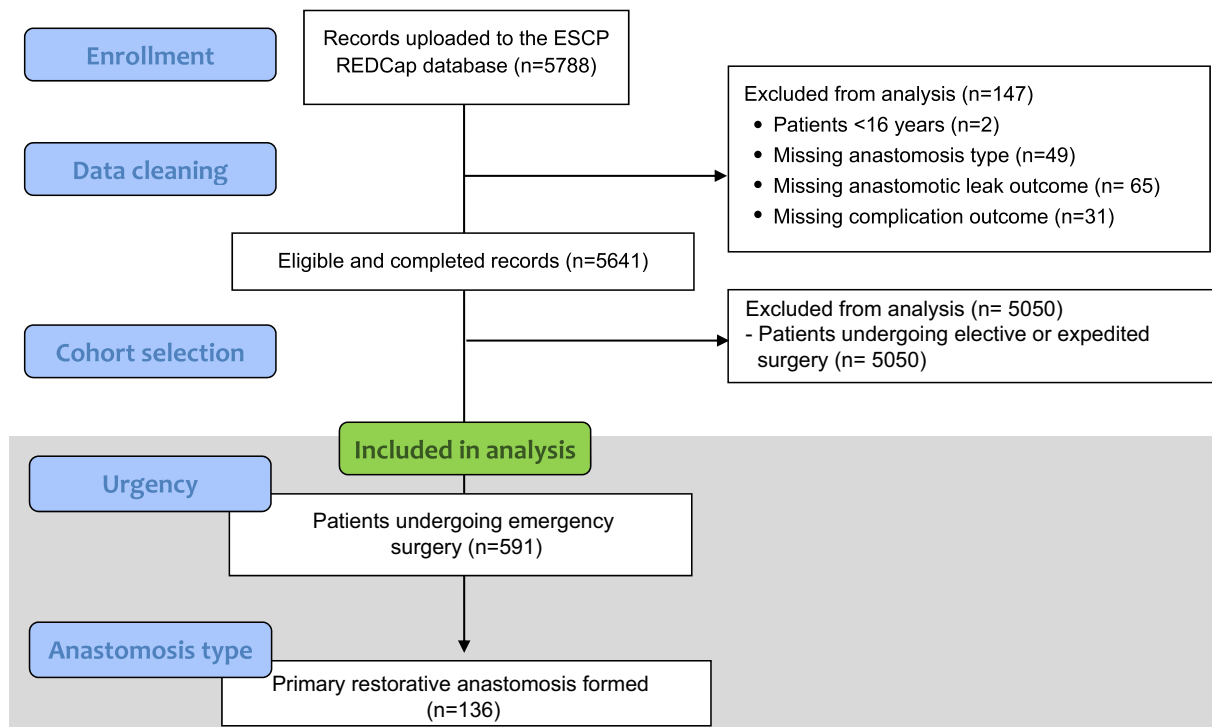 Enrollment
Records uploaded to the ESCP
REDCap database (n=5788)
Data cleaning
Excluded from analysis (n=147)
• Patients <16 years (n=2)
• Missing anastomosis type (n=49)
• Missing anastomotic leak outcome (n= 65)
• Missing complication outcome (n=31)
Eligible and completed records (n=5641)
Cohort selection
Excluded from analysis (n= 5050)
- Patients undergoing elective or expedited
surgery (n= 5050)
Included in analysis
Urgency
Patients undergoing emergency
surgery (n=591)
Anastomosis type
Primary restorative anastomosis formed
(n=136)